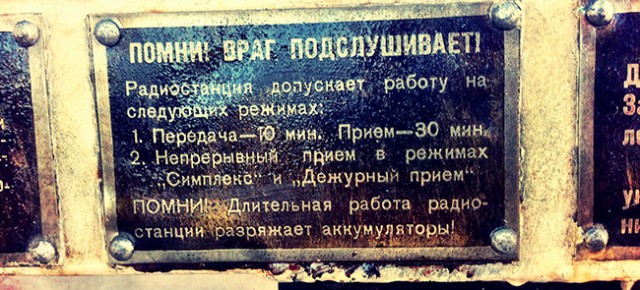 ПОМНИ! ВРАГ ПОДСЛУШИВАЕТ!
Радиостанция допускает работу на
следующих режимах:
1. Передача—10 мин. Прием—30 мин.
2. Непрерывный прием в режимах
„Симплекс" и „Дежурный прием"
ПОМНИ! Длительная работа радио-
станции разряжает аккумуляторы!